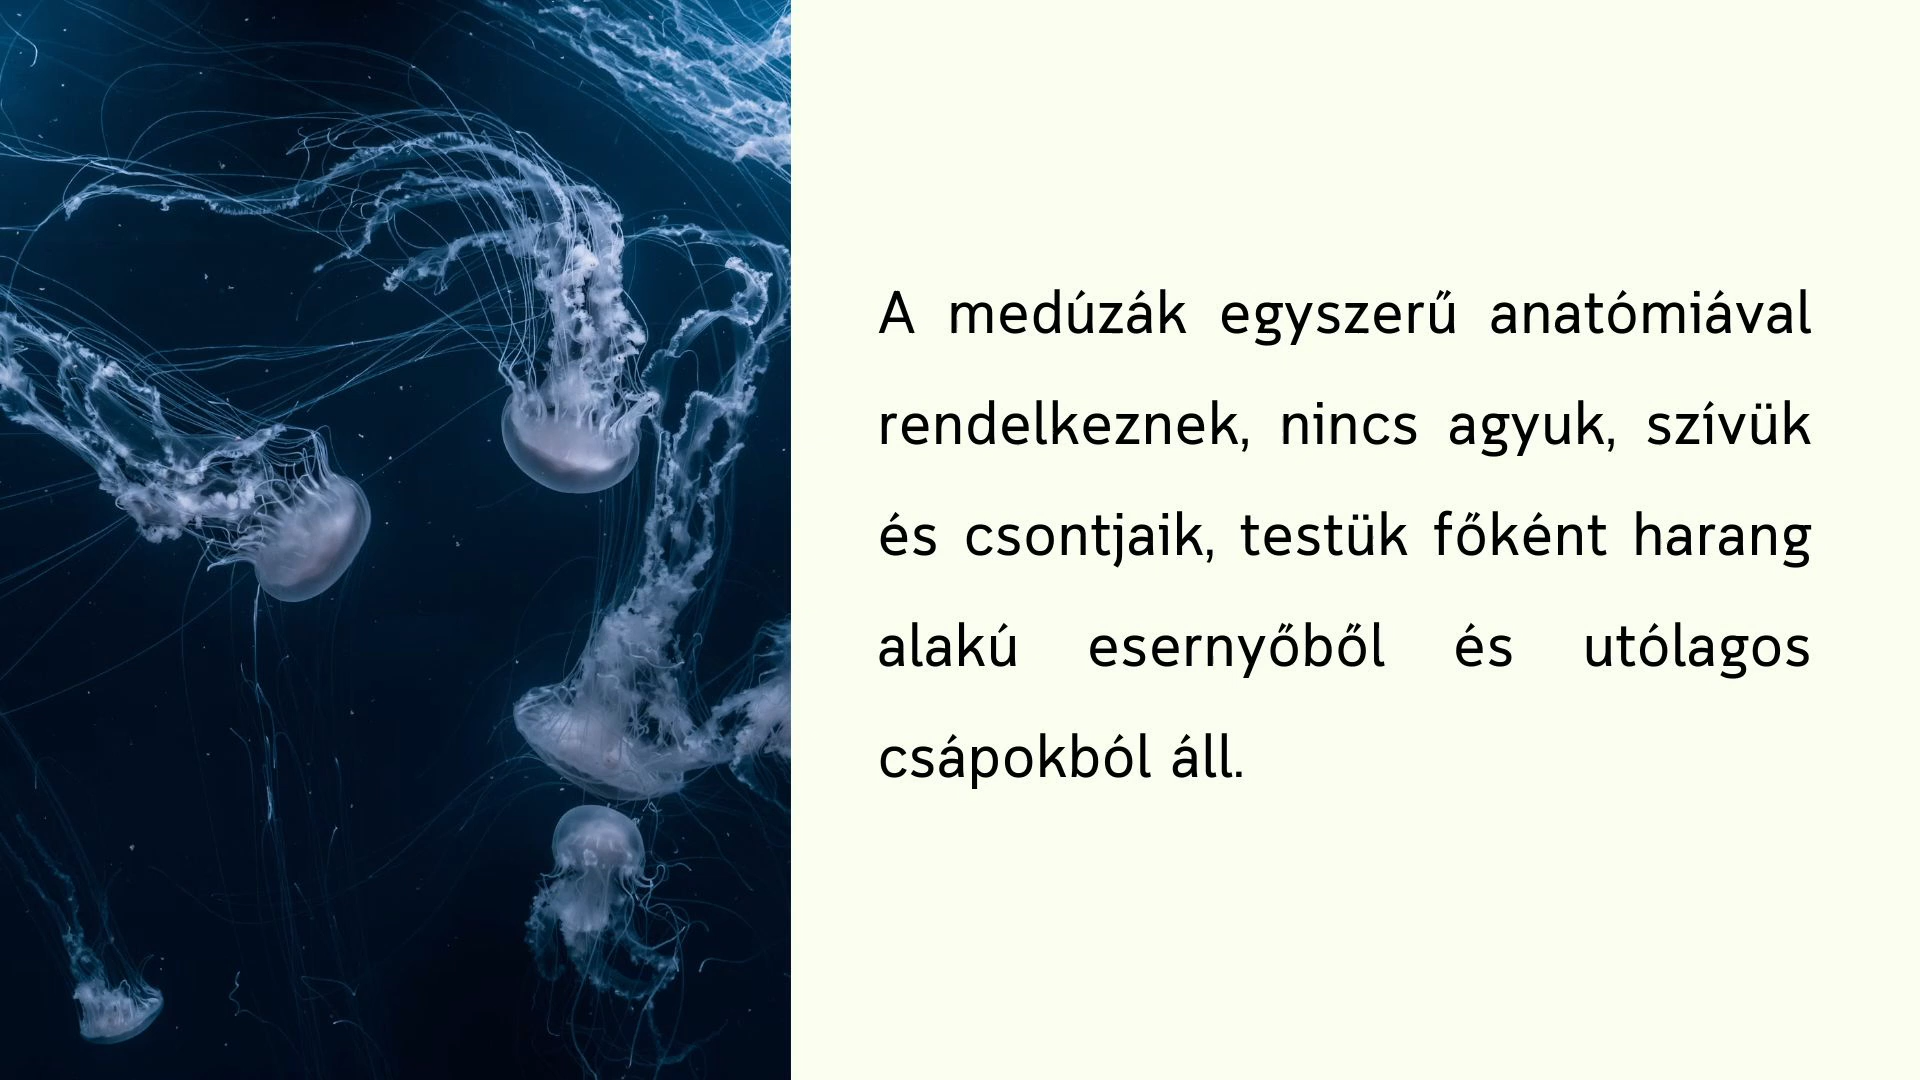 A medúzák egyszerű anatómiával
rendelkeznek, nincs agyuk, szívük
és csontjaik, testük főként harang
alakú esernyőből és utólagos
csápokból áll.